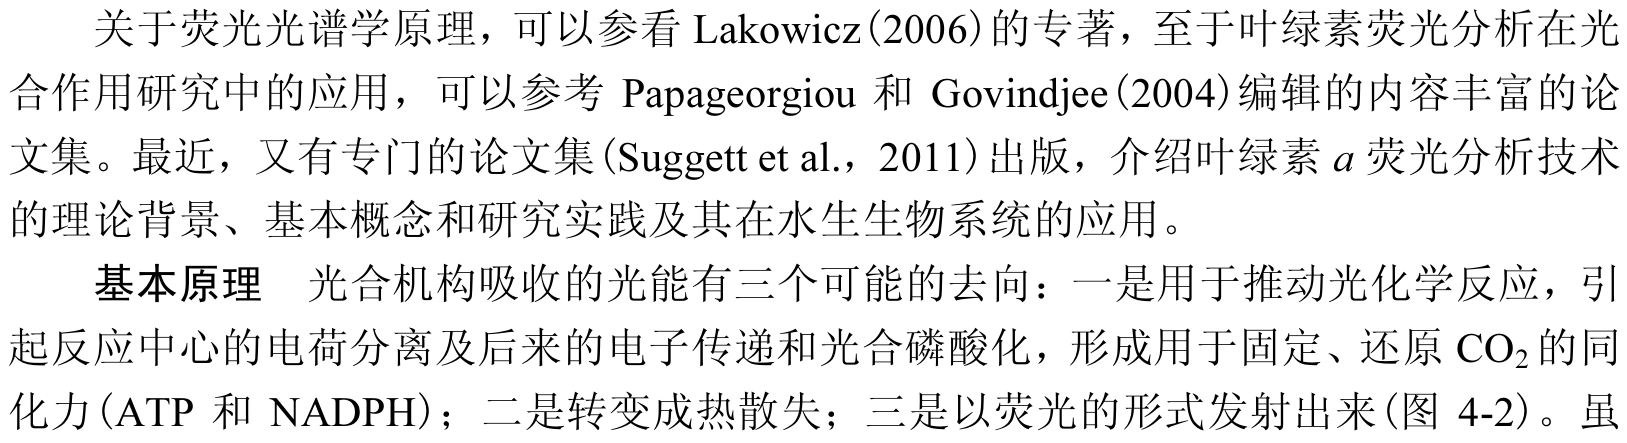 关于荧光光谱学原理，可以参看 Lakowicz(2006)的专著，至于叶绿素荧光分析在光
合作用研究中的应用，可以参考 Papageorgiou 和 Govindjee(2004)编辑的内容丰富的论
文集。最近，又有专门的论文集(Suggett et al.，2011)出版，介绍叶绿素 a 荧光分析技术
的理论背景、基本概念和研究实践及其在水生生物系统的应用。
基本原理　光合机构吸收的光能有三个可能的去向：一是用于推动光化学反应，引
起反应中心的电荷分离及后来的电子传递和光合磷酸化，形成用于固定、还原 CO₂ 的同
化力(ATP 和 NADPH)；二是转变成热散失；三是以荧光的形式发射出来(图 4-2)。虽